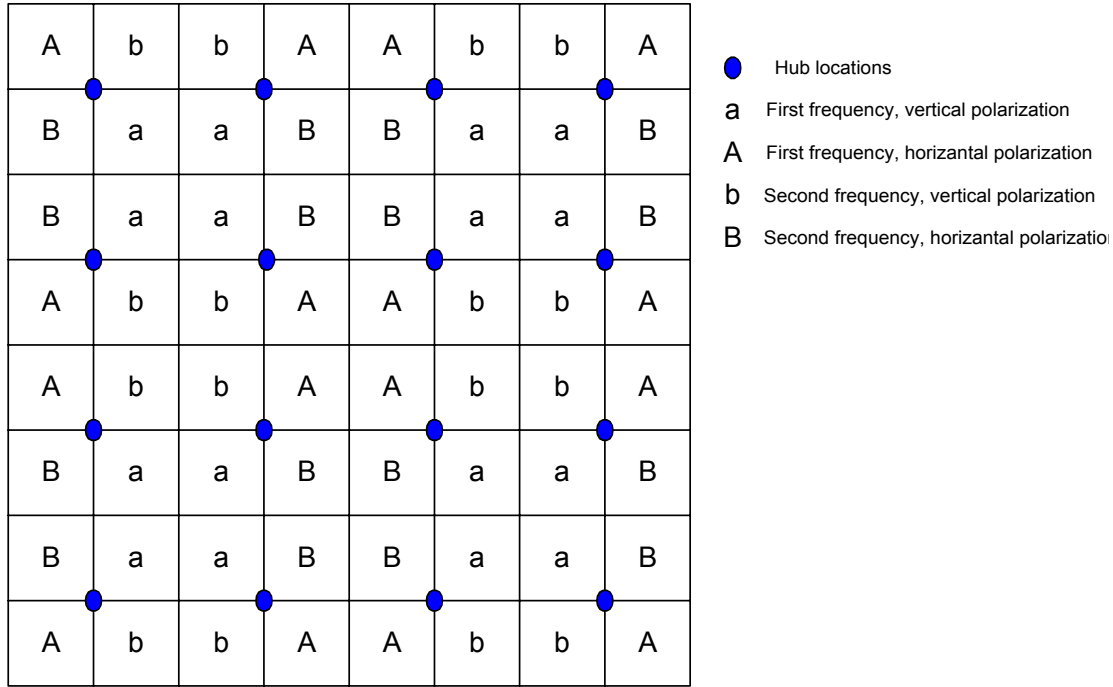 A b b A A b b A
B a a B B a a B
B a a B B a a B
A b b A A b b A
A b b A A b b A
B a a B B a a B
B a a B B a a B
A b b A A b b A
Hub locations
a First frequency, vertical polarization
A First frequency, horizantal polarization
b Second frequency, vertical polarization
B Second frequency, horizantal polarization